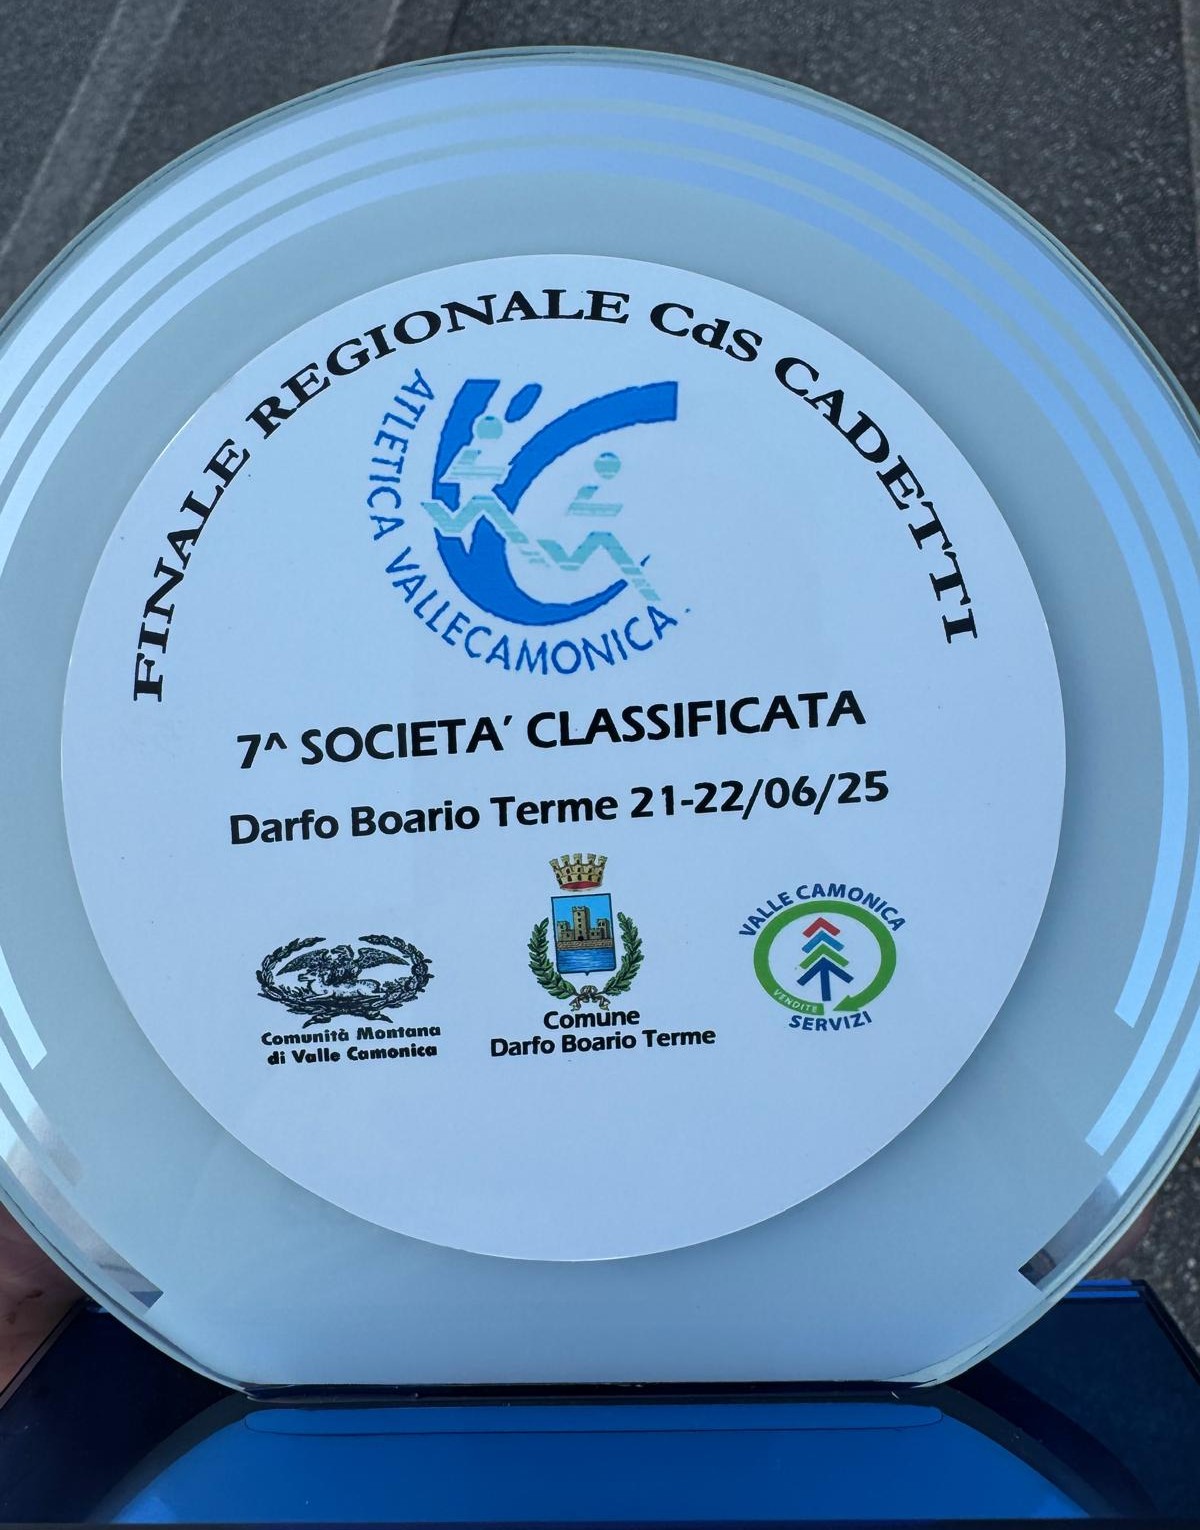 FINALE REGIONALE CdS CADETTI
ATLETICA VALLECAMONICA
7^ SOCIETA' CLASSIFICATA
Darfo Boario Terme 21-22/06/25
Comunità Montana
di Valle Camonica
Comune
Darfo Boario Terme
VALLE CAMONICA
VENDITE
SERVIZI